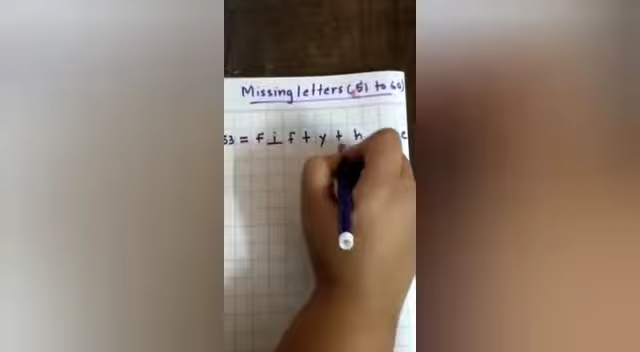 Missing letters (51 to 60)
53 = f i f t y t h e